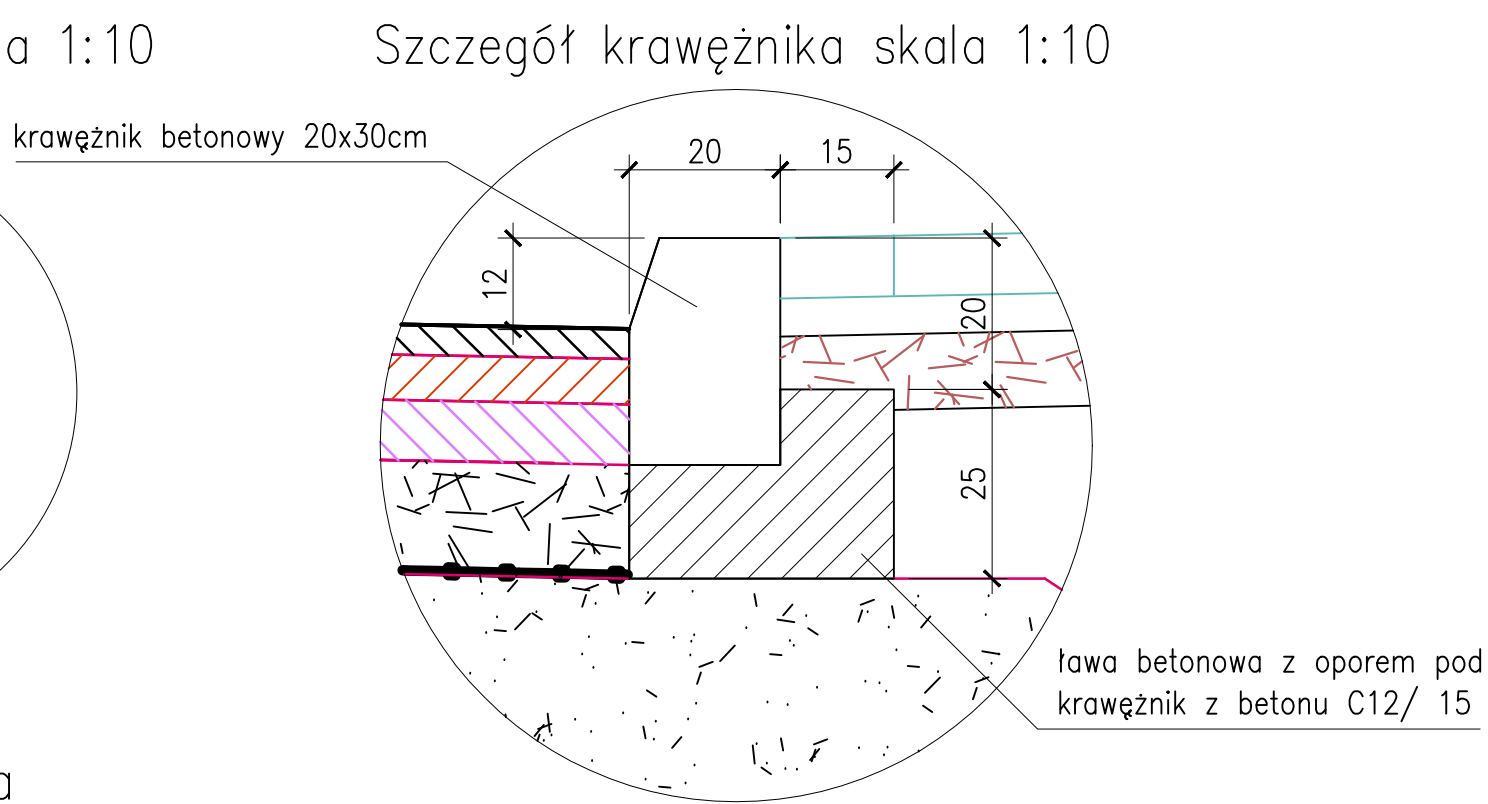 a 1:10
Szczegół krawężnika skala 1:10
krawężnik betonowy 20x30cm
20
15
12
20
25
ława betonowa z oporem pod
krawężnik z betonu C12/ 15
a